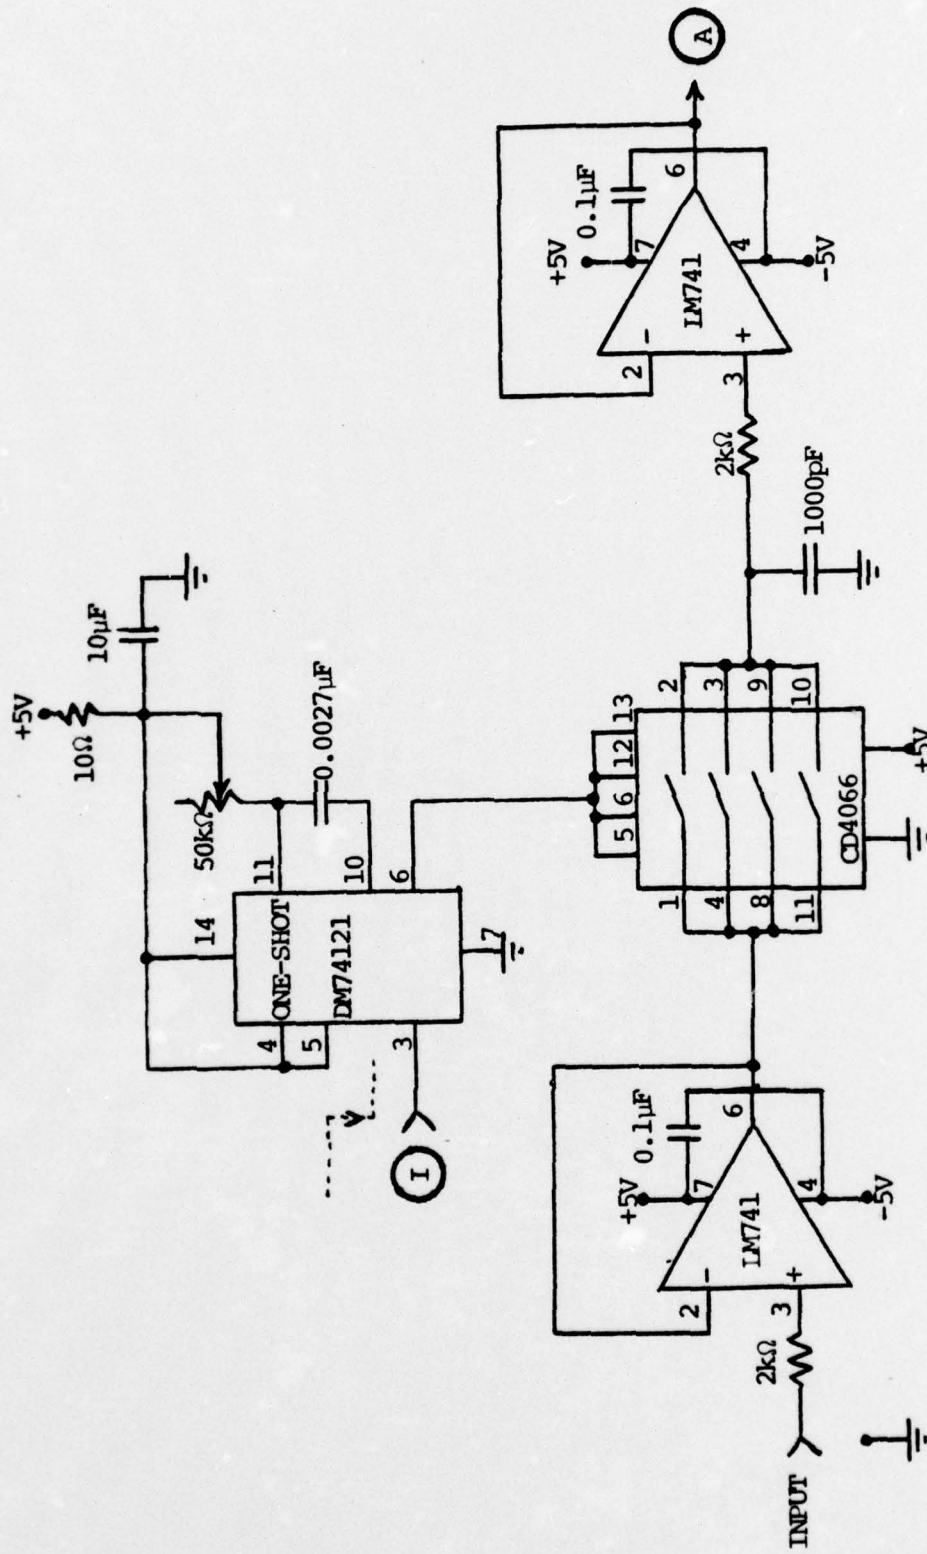 +5V
10Ω
10μF
50kΩ
0.0027μF
14
11
10
6
ONE-SHOT
DM74121
4
5
3
7
I
5
6
12
13
1
4
8
11
2
3
9
10
CD4066
+5V
INPUT
2kΩ
2
3
-
+
LM741
+5V
7
0.1μF
6
4
-5V
1000pF
2kΩ
2
3
-
+
LM741
+5V
7
0.1μF
6
4
-5V
A